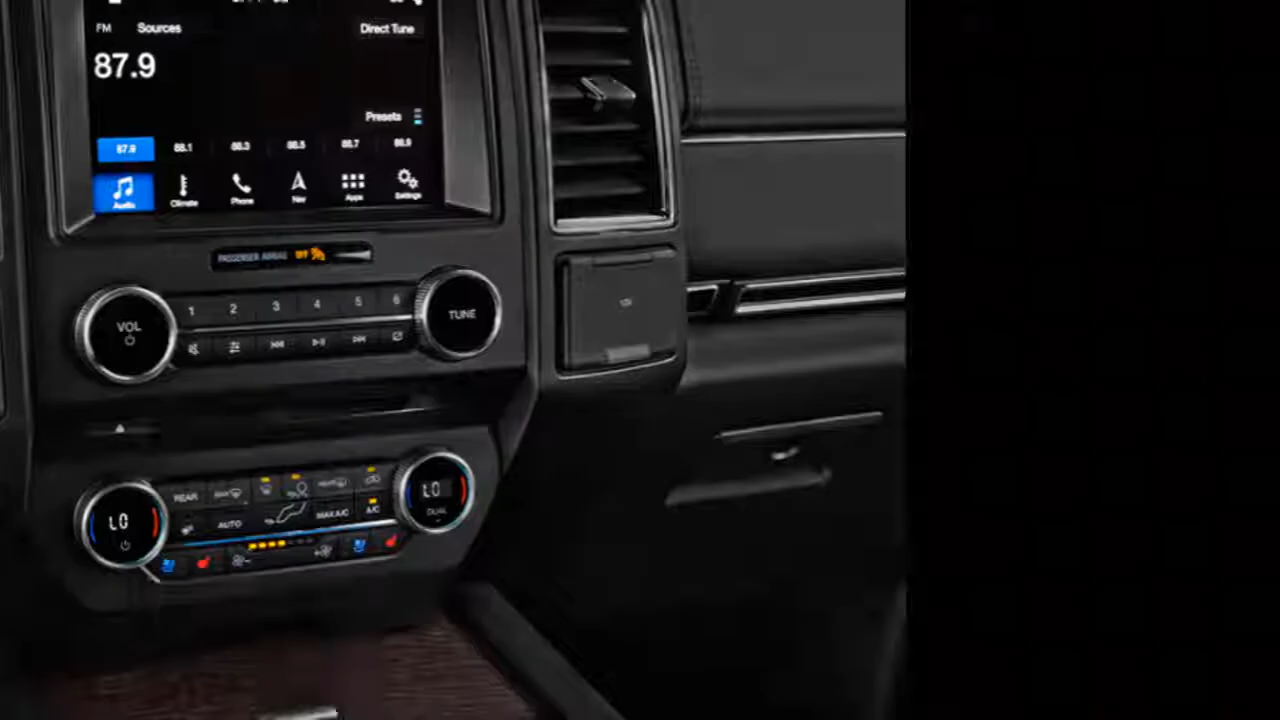 FM Sources Direct Tune
87.9
Presets
87.9 88.1 88.3 88.5 88.7 88.9
Audio Climate Phone Nav Apps Settings
PASSENGER AIRBAG OFF
1 2 3 4 5 6
VOL TUNE
REAR
LO AUTO MAX A/C A/C LO
DUAL